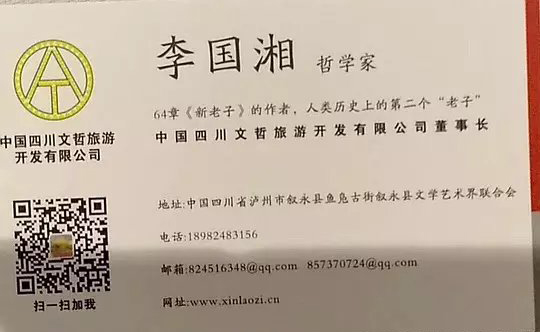 李国湘 哲学家
64章《新老子》的作者，人类历史上的第二个“老子”
中国四川文哲旅游开发有限公司董事长
中国四川文哲旅游
开发有限公司
地址:中国四川省泸州市叙永县鱼凫古街叙永县文学艺术界联合会
电话:18982483156
邮箱:824516348@qq.com 857370724@qq.com
网址:www.xinlaozi.cn
扫一扫加我